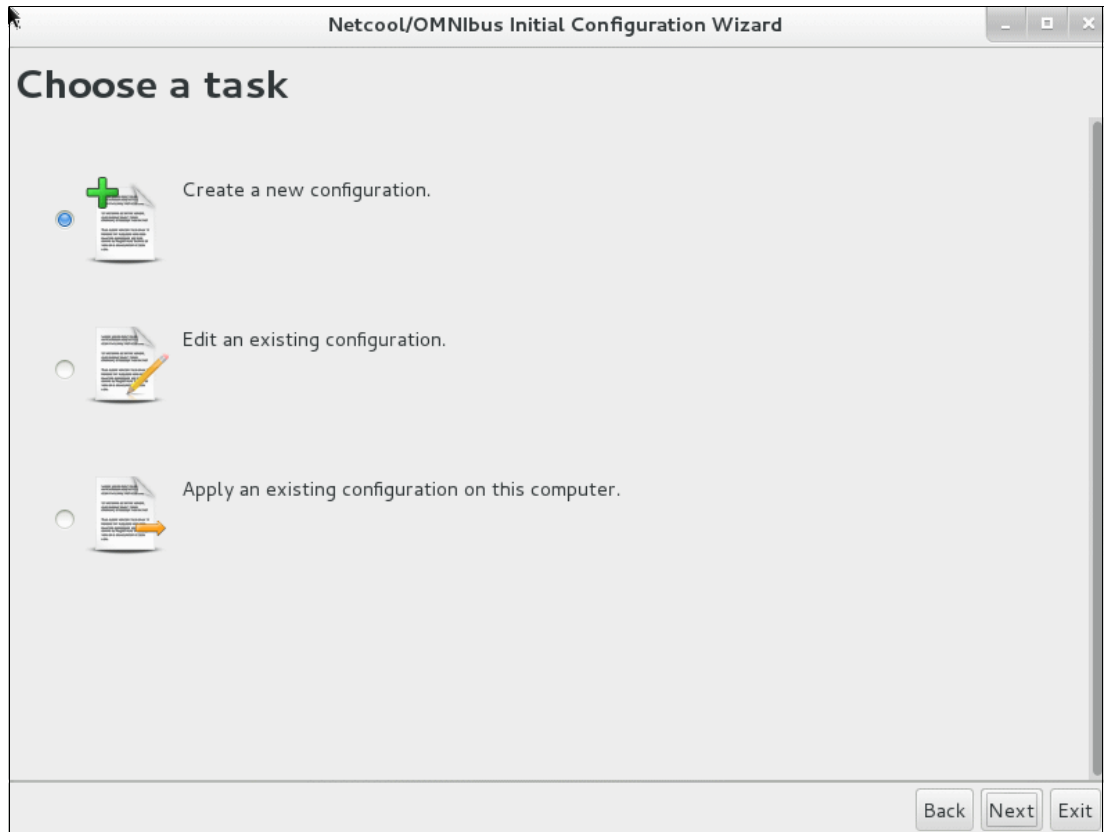 Netcool/OMNIbus Initial Configuration Wizard
Choose a task
Create a new configuration.
Edit an existing configuration.
Apply an existing configuration on this computer.
Back Next Exit